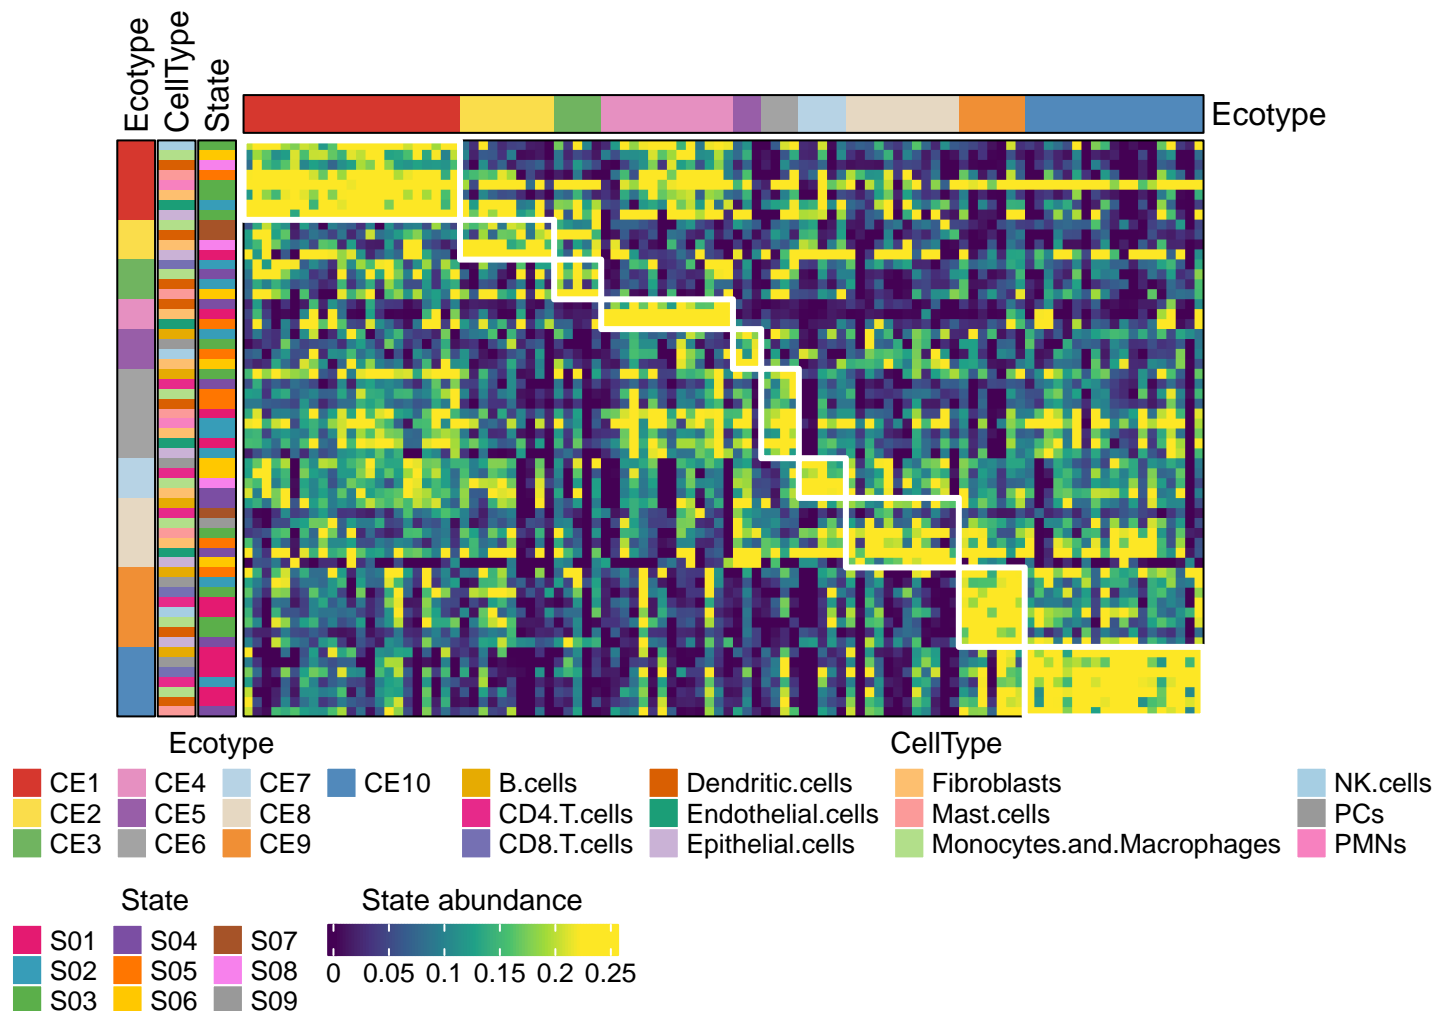 Ecotype
CellType
State
Ecotype
Ecotype
CE1 CE4 CE7 CE10
CE2 CE5 CE8
CE3 CE6 CE9
CellType
B.cells Dendritic.cells Fibroblasts NK.cells
CD4.T.cells Endothelial.cells Mast.cells PCs
CD8.T.cells Epithelial.cells Monocytes.and.Macrophages PMNs
State
S01 S04 S07
S02 S05 S08
S03 S06 S09
State abundance
0 0.05 0.1 0.15 0.2 0.25